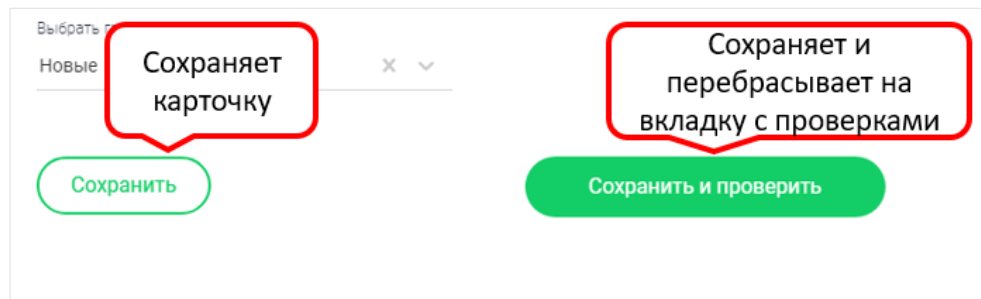 Выбрать
Новые
Сохраняет
карточку
Сохраняет и
перебрасывает на
вкладку с проверками
Сохранить
Сохранить и проверить